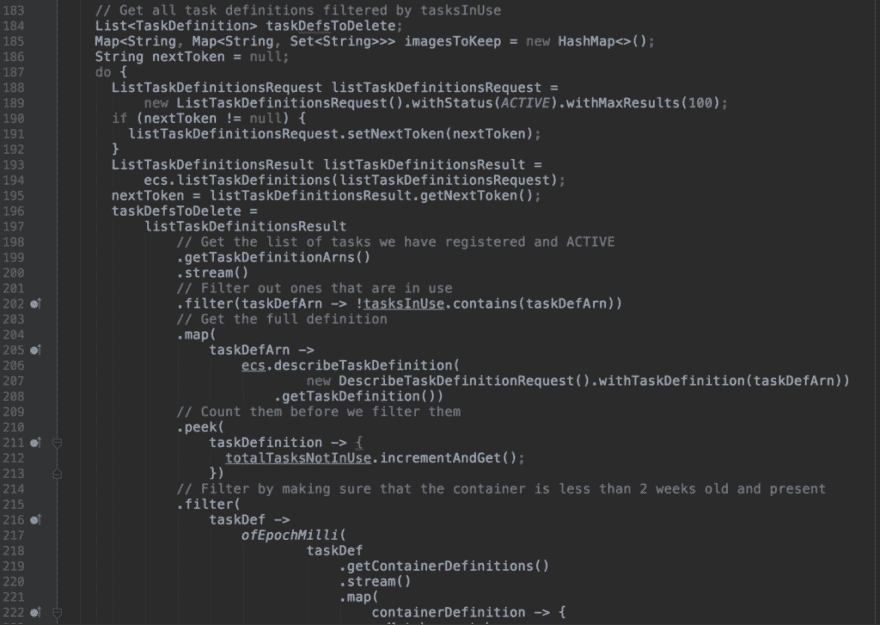 183 // Get all task definitions filtered by tasksInUse
184 List<TaskDefinition> taskDefsToDelete;
185 Map<String, Map<String, Set<String>>> imagesToKeep = new HashMap<>();
186 String nextToken = null;
187 do {
188 ListTaskDefinitionsRequest listTaskDefinitionsRequest =
189 new ListTaskDefinitionsRequest().withStatus(ACTIVE).withMaxResults(100);
190 if (nextToken != null) {
191 listTaskDefinitionsRequest.setNextToken(nextToken);
192 }
193 ListTaskDefinitionsResult listTaskDefinitionsResult =
194 ecs.listTaskDefinitions(listTaskDefinitionsRequest);
195 nextToken = listTaskDefinitionsResult.getNextToken();
196 taskDefsToDelete =
197 listTaskDefinitionsResult
198 // Get the list of tasks we have registered and ACTIVE
199 .getTaskDefinitionArns()
200 .stream()
201 // Filter out ones that are in use
202 .filter(taskDefArn -> !tasksInUse.contains(taskDefArn))
203 // Get the full definition
204 .map(
205 taskDefArn ->
206 ecs.describeTaskDefinition(
207 new DescribeTaskDefinitionRequest().withTaskDefinition(taskDefArn))
208 .getTaskDefinition())
209 // Count them before we filter them
210 .peek(
211 taskDefinition -> {
212 totalTasksNotInUse.incrementAndGet();
213 })
214 // Filter by making sure that the container is less than 2 weeks old and present
215 .filter(
216 taskDef ->
217 ofEpochMilli(
218 taskDef
219 .getContainerDefinitions()
220 .stream()
221 .map(
222 containerDefinition -> {